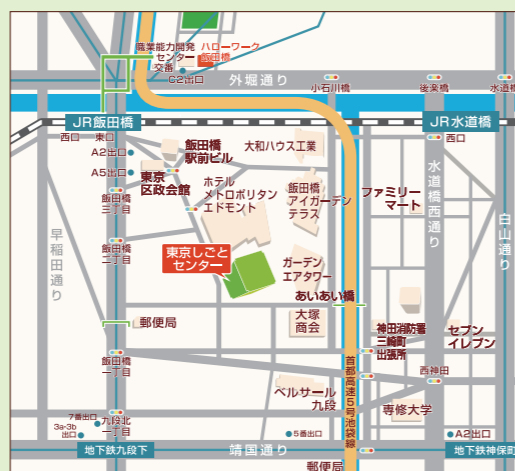 職業能力開発
センター
交番
ハローワーク
飯田橋
C2出口
外堀通り
小石川橋
後楽橋
水道橋
JR飯田橋
JR水道橋
西口
東口
西口
A2出口
A5出口
飯田橋
駅前ビル
大和ハウス工業
東京
区政会館
ホテル
メトロポリタン
エドモント
飯田橋
アイガーデン
テラス
ファミリー
マート
水道橋西通り
白山通り
飯田橋
三丁目
早稲田通り
飯田橋
二丁目
東京しごと
センター
ガーデン
エアタワー
あいあい橋
郵便局
大塚
商会
神田消防署
三崎町
出張所
セブン
イレブン
飯田橋
一丁目
首都高速5号池袋線
西神田
ベルサール
九段
専修大学
7番出口
3a・3b
出口
九段北
一丁目
5番出口
A2出口
地下鉄九段下
靖国通り
地下鉄神保町
郵便局